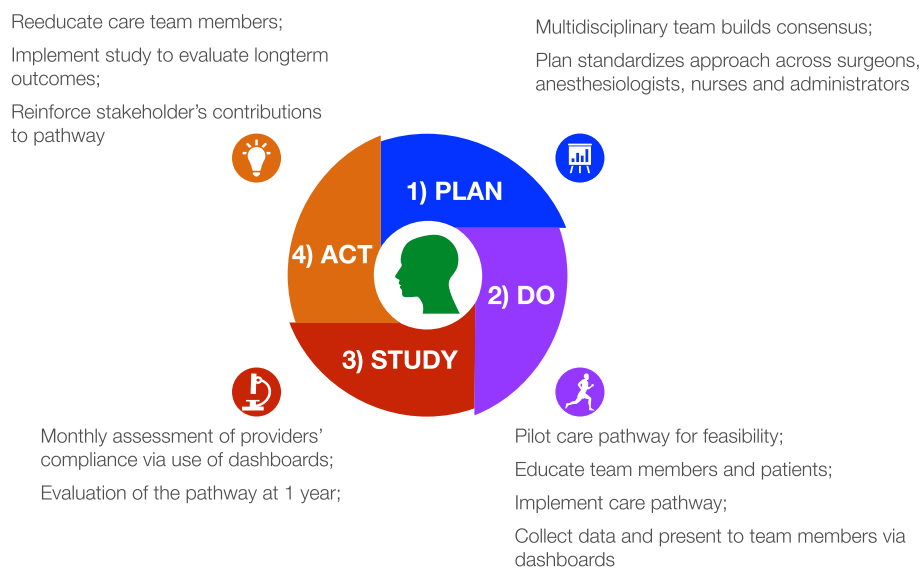 Reeducate care team members;
Implement study to evaluate longterm
outcomes;
Reinforce stakeholder’s contributions
to pathway
Multidisciplinary team builds consensus;
Plan standardizes approach across surgeons,
anesthesiologists, nurses and administrators
1) PLAN
4) ACT
2) DO
3) STUDY
Monthly assessment of providers’
compliance via use of dashboards;
Evaluation of the pathway at 1 year;
Pilot care pathway for feasibility;
Educate team members and patients;
Implement care pathway;
Collect data and present to team members via
dashboards